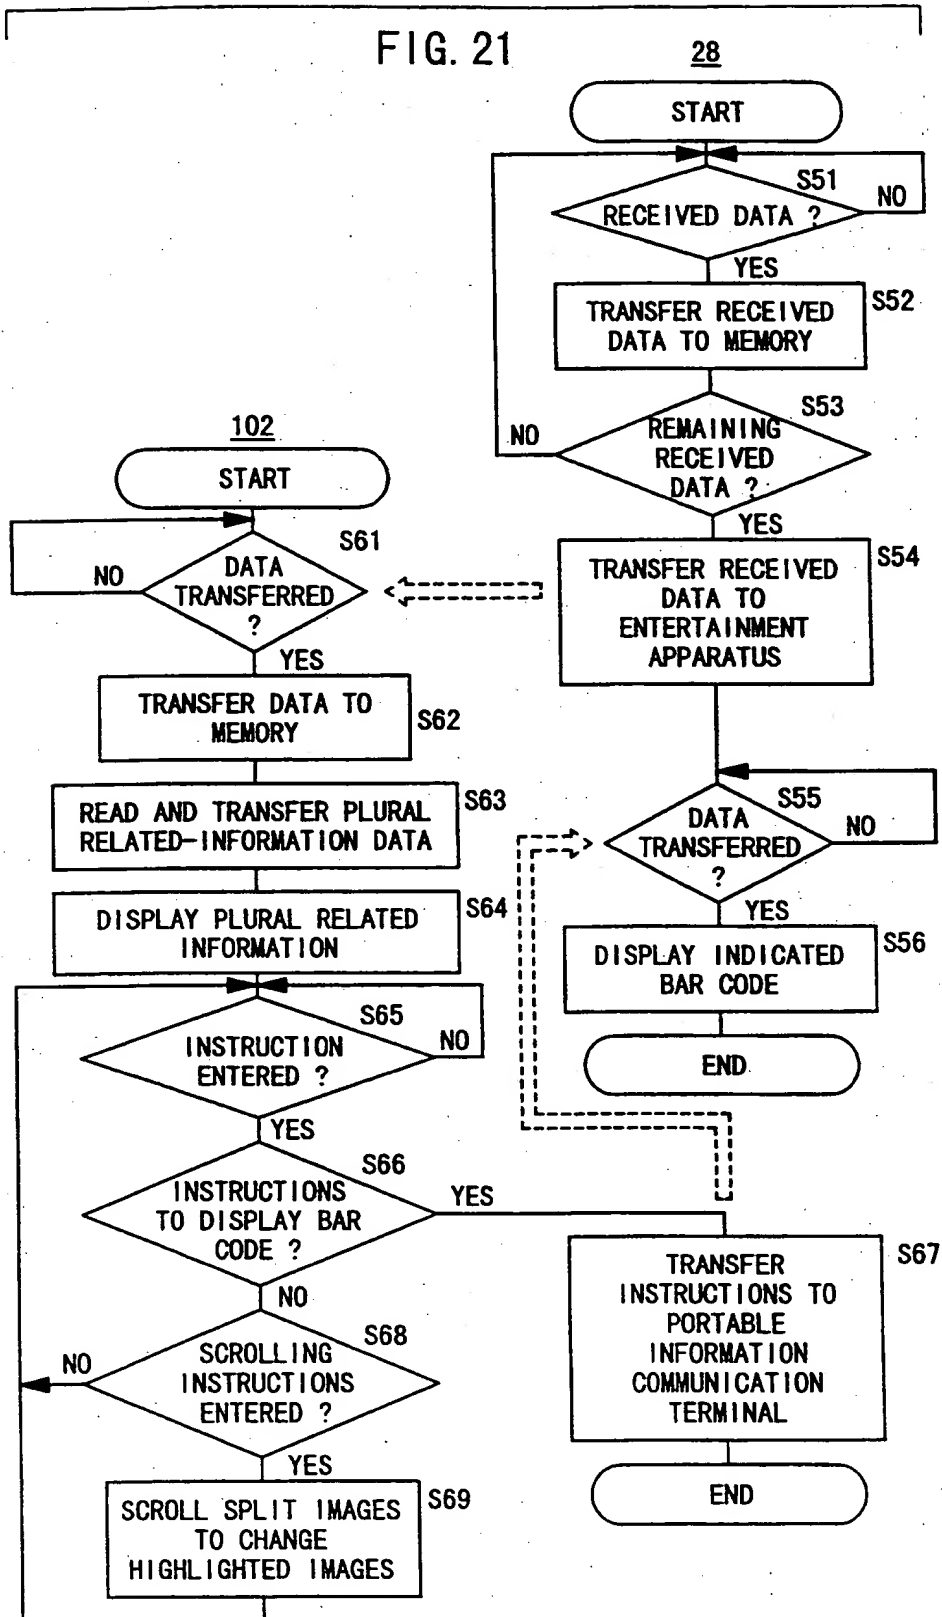 FIG. 21
28
START
S51
RECEIVED DATA ?
NO
YES
S52
TRANSFER RECEIVED
DATA TO MEMORY
S53
NO
REMAINING
RECEIVED
DATA ?
YES
S54
TRANSFER RECEIVED
DATA TO
ENTERTAINMENT
APPARATUS
S55
DATA
TRANSFERRED
?
NO
YES
S56
DISPLAY INDICATED
BAR CODE
END
102
START
S61
NO
DATA
TRANSFERRED
?
YES
TRANSFER DATA TO
MEMORY
S62
S63
READ AND TRANSFER PLURAL
RELATED-INFORMATION DATA
S64
DISPLAY PLURAL RELATED
INFORMATION
S65
INSTRUCTION
ENTERED ?
NO
YES
S66
INSTRUCTIONS
TO DISPLAY BAR
CODE ?
YES
NO
S67
TRANSFER
INSTRUCTIONS TO
PORTABLE
INFORMATION
COMMUNICATION
TERMINAL
END
S68
NO
SCROLLING
INSTRUCTIONS
ENTERED ?
YES
S69
SCROLL SPLIT IMAGES
TO CHANGE
HIGHLIGHTED IMAGES